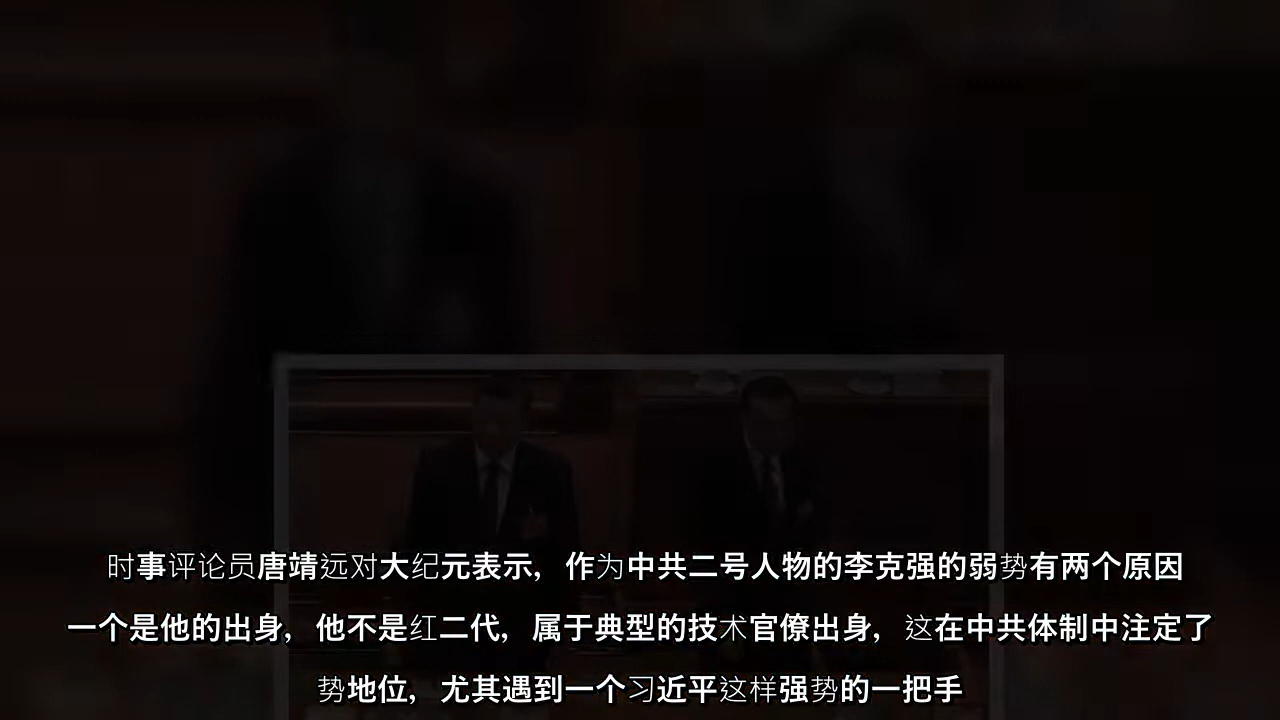 时事评论员唐靖远对大纪元表示，作为中共二号人物的李克强的弱势有两个原因
一个是他的出身，他不是红二代，属于典型的技术官僚出身，这在中共体制中注定了
势地位，尤其遇到一个习近平这样强势的一把手